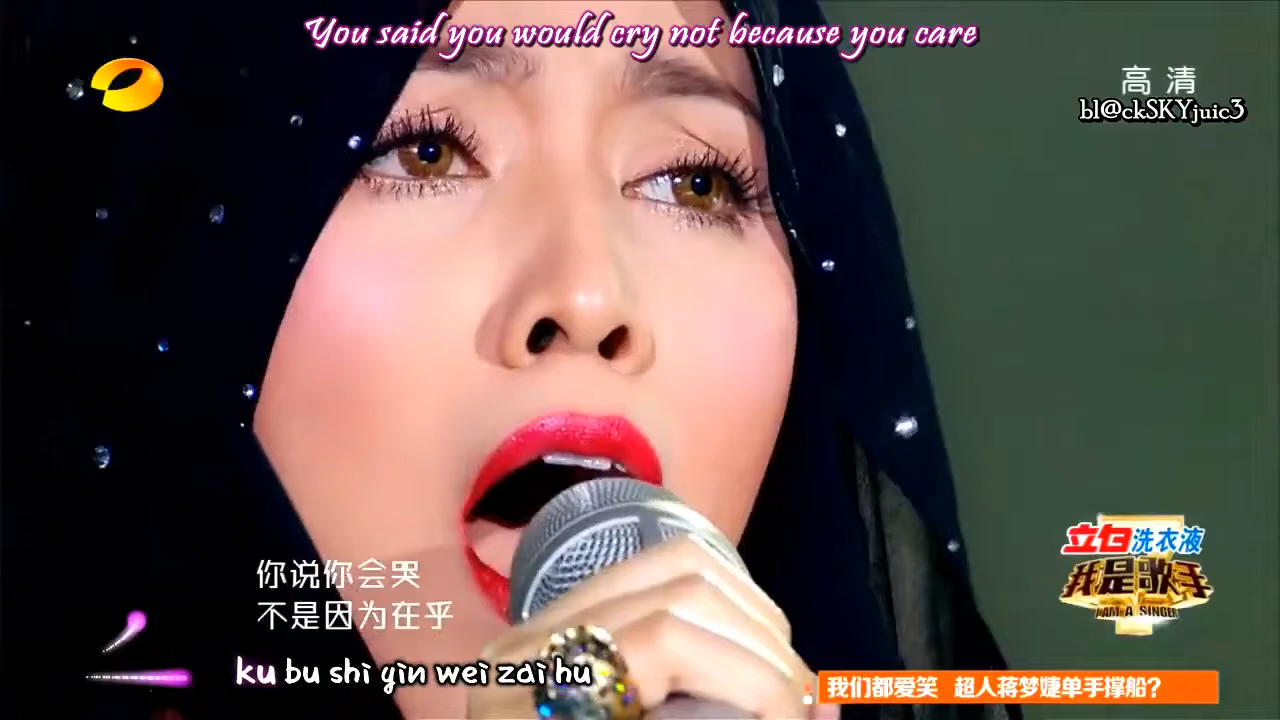 You said you would cry not because you care
高清
bl@ckSKYjuic3
你说你会哭
不是因为在乎
ku bu shi yin wei zai hu
立白洗衣液
我是歌手
I AM A SINGER
我们都爱笑 超人蒋梦婕单手撑船?